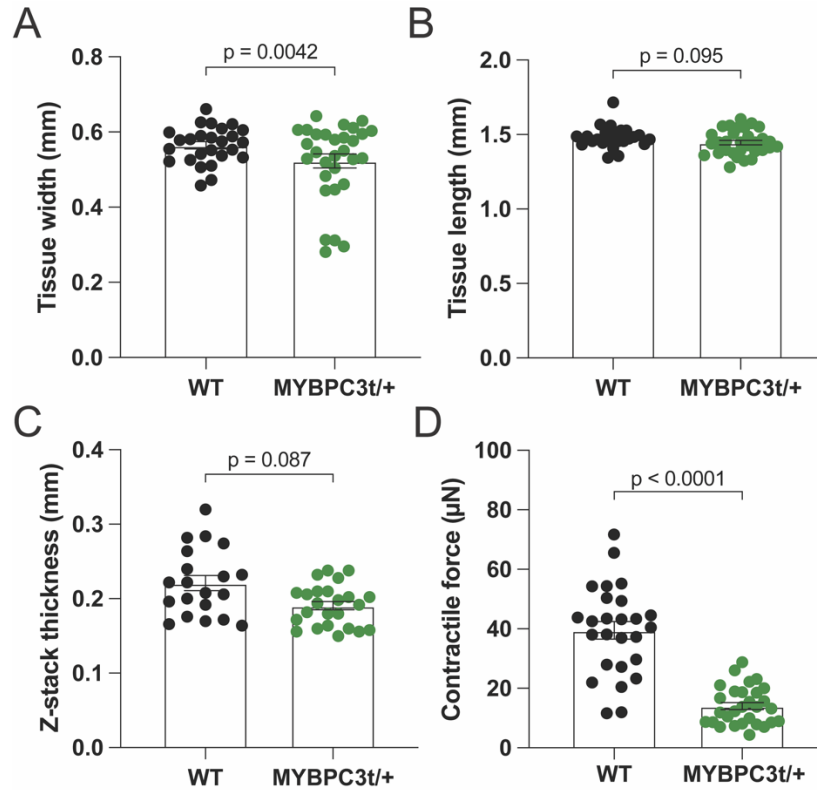 A
Tissue width (mm)
0.8
0.6
0.4
0.2
0.0
p = 0.0042
WT
MYBPC3t/+
B
Tissue length (mm)
2.0
1.5
1.0
0.5
0.0
p = 0.095
WT
MYBPC3t/+
C
Z-stack thickness (mm)
0.4
0.3
0.2
0.1
0.0
p = 0.087
WT
MYBPC3t/+
D
Contractile force (µN)
100
80
60
40
20
0
p < 0.0001
WT
MYBPC3t/+